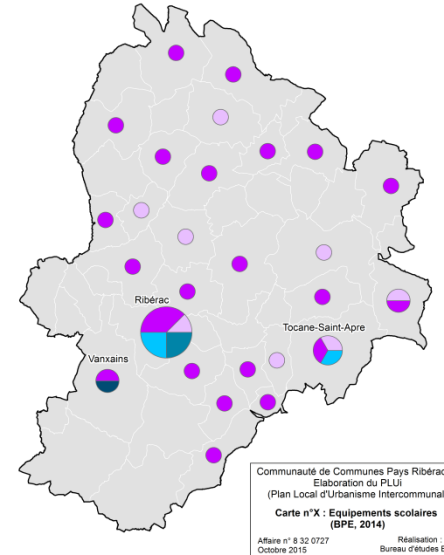 Ribérac
Tocane-Saint-Apre
Vanxains
Communauté de Communes Pays Ribérac
Elaboration du PLUi
(Plan Local d'Urbanisme Intercommunal
Carte n°X : Equipements scolaires
(BPE, 2014)
Affaire n° 8 32 0727
Réalisation :
Octobre 2015
Bureau d'études